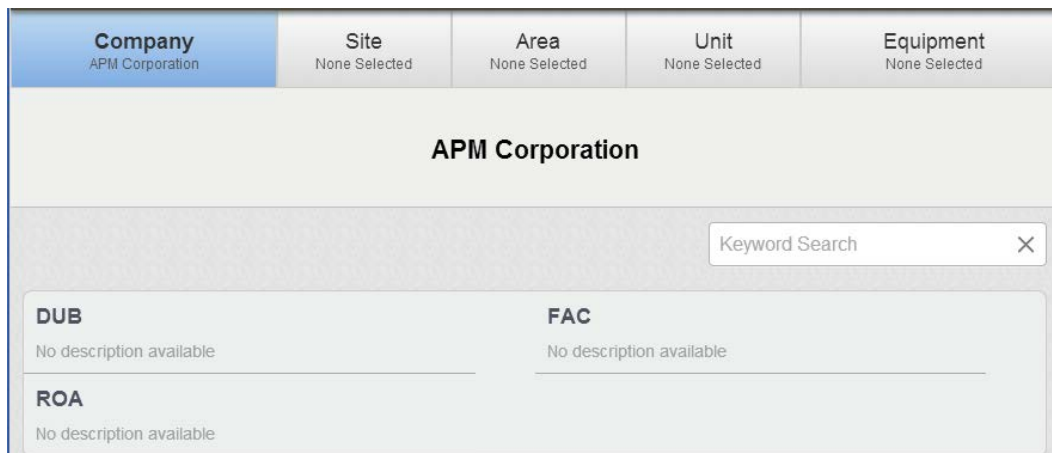 Company Site Area Unit Equipment
APM Corporation None Selected None Selected None Selected None Selected
APM Corporation
Keyword Search
DUB FAC
No description available No description available
ROA
No description available